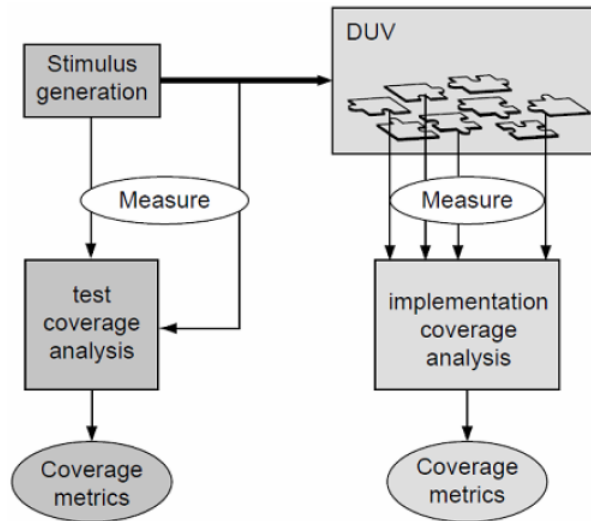 DUV
Stimulus
generation
Measure
Measure
test
coverage
analysis
implementation
coverage
analysis
Coverage
metrics
Coverage
metrics